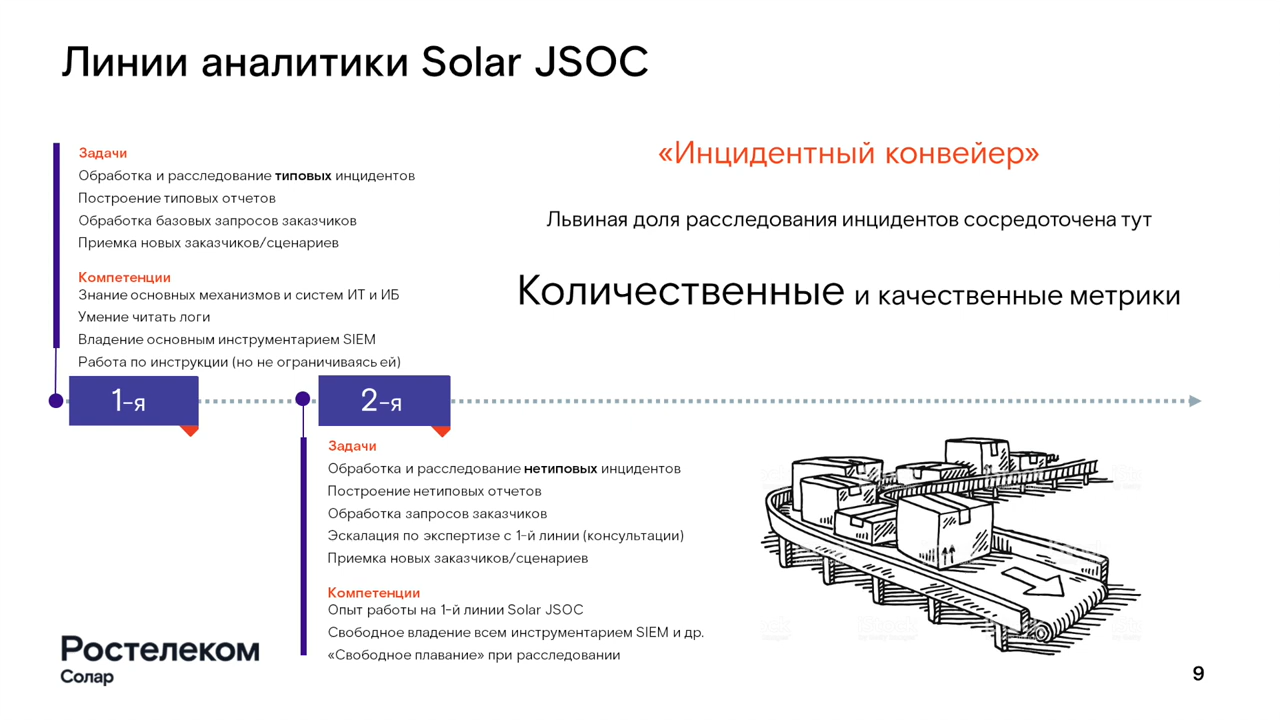 Линии аналитики Solar JSOC
Задачи
Обработка и расследование типовых инцидентов
Построение типовых отчетов
Обработка базовых запросов заказчиков
Приемка новых заказчиков/сценариев
Компетенции
Знание основных механизмов и систем ИТ и ИБ
Умение читать логи
Владение основным инструментарием SIEM
Работа по инструкции (но не ограничиваясь ей)
«Инцидентный конвейер»
Львиная доля расследования инцидентов сосредоточена тут
Количественные и качественные метрики
1-я
2-я
Задачи
Обработка и расследование нетиповых инцидентов
Построение нетиповых отчетов
Обработка запросов заказчиков
Эскалация по экспертизе с 1-й линии (консультации)
Приемка новых заказчиков/сценариев
Компетенции
Опыт работы на 1-й линии Solar JSOC
Свободное владение всем инструментарием SIEM и др.
«Свободное плавание» при расследовании
Ростелеком
Солар
9